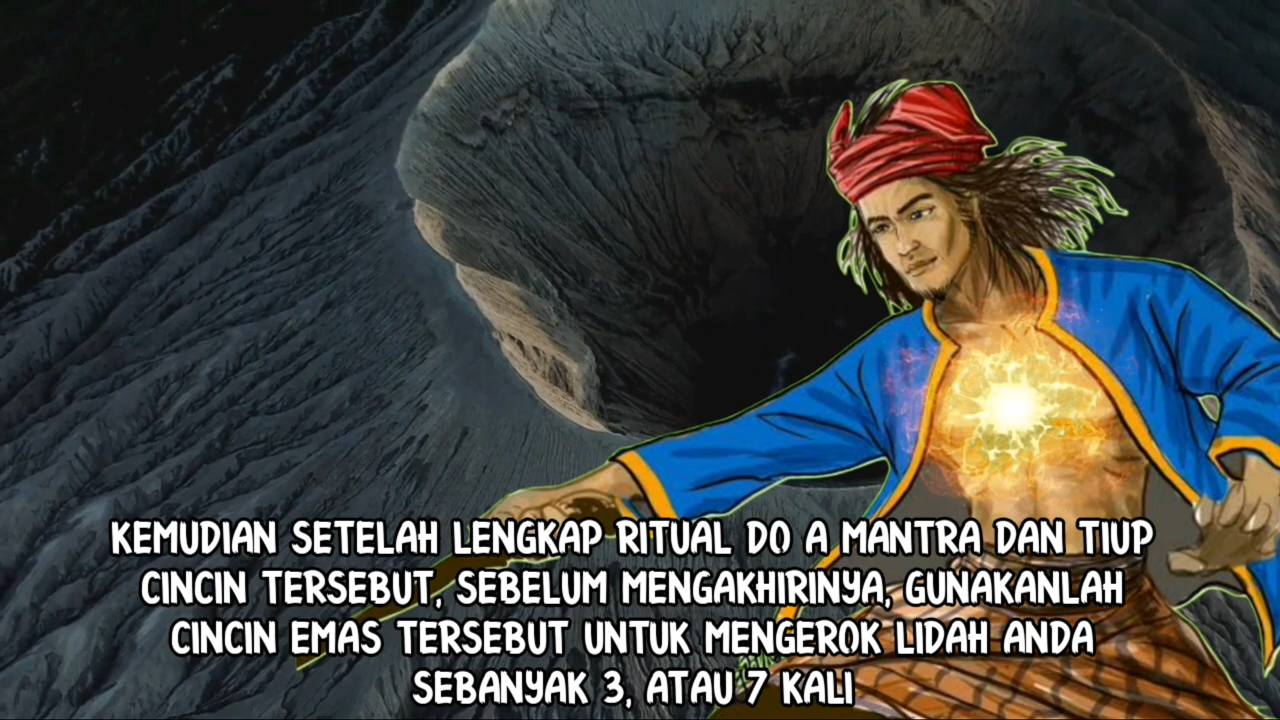 KEMUDIAN SETELAH LENGKAP RITUAL DO A MANTRA DAN TIUP
CINCIN TERSEBUT, SEBELUM MENGAKHIRINYA, GUNAKANLAH
CINCIN EMAS TERSEBUT UNTUK MENGEROK LIDAH ANDA
SEBANYAK 3, ATAU 7 KALI